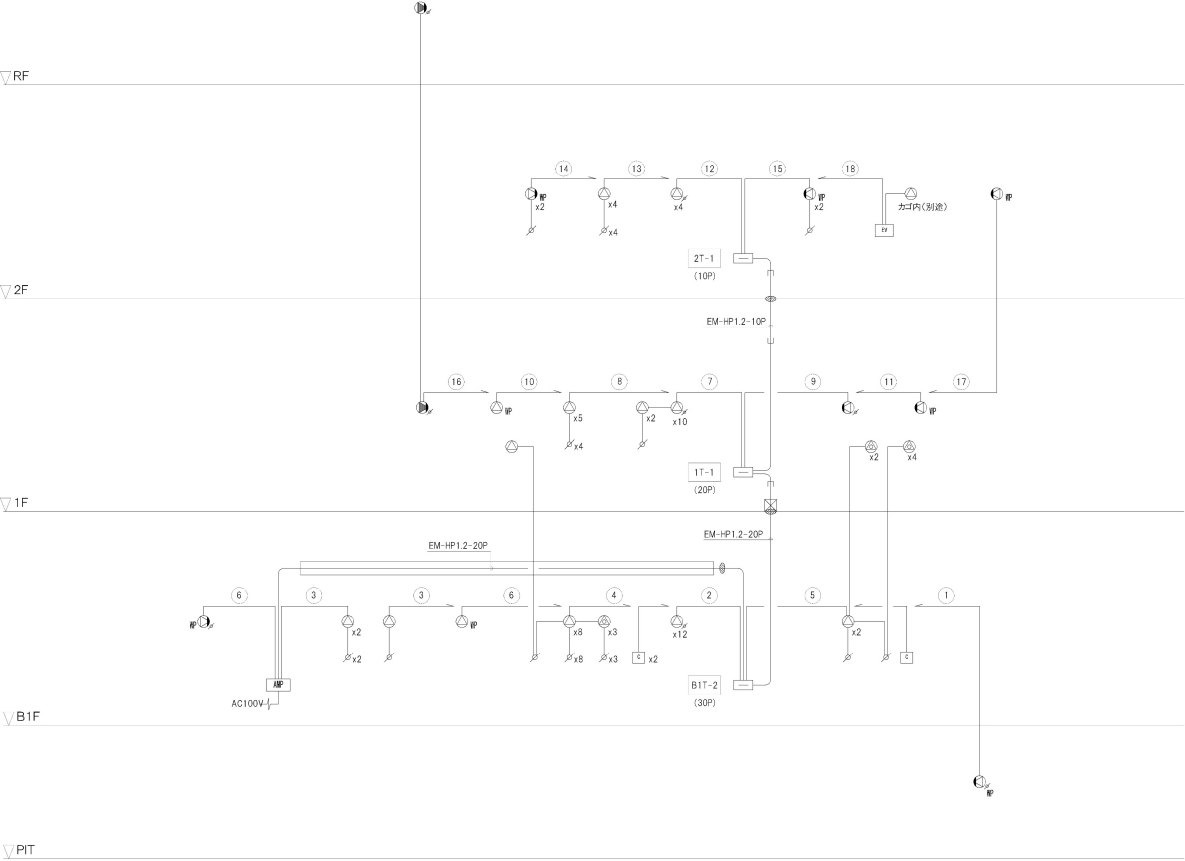 RF
14
13
12
15
18
WP
x2
x4
x4
x4
WP
x2
カゴ内(別途)
EV
WP
2T-1
(10P)
2F
EM-HP1.2-10P
16
10
8
7
9
11
17
WP
x5
x4
x2
x10
WP
x2
x4
1T-1
(20P)
1F
EM-HP1.2-20P
EM-HP1.2-20P
6
3
3
6
4
2
5
1
WP
x2
x2
WP
x8
x8
x3
x3
C
x2
x12
x2
C
AMP
AC100V
B1T-2
(30P)
B1F
WP
PIT